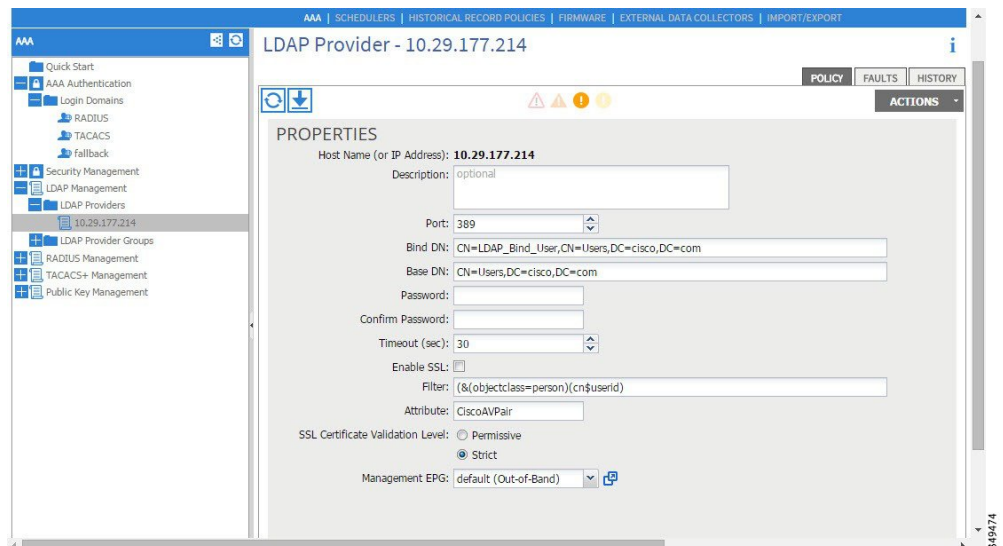 AAA | SCHEDULERS | HISTORICAL RECORD POLICIES | FIRMWARE | EXTERNAL DATA COLLECTORS | IMPORT/EXPORT
AAA
Quick Start
AAA Authentication
Login Domains
RADIUS
TACACS
fallback
Security Management
LDAP Management
LDAP Providers
10.29.177.214
LDAP Provider Groups
RADIUS Management
TACACS+ Management
Public Key Management
LDAP Provider - 10.29.177.214
i
POLICY FAULTS HISTORY
ACTIONS
PROPERTIES
Host Name (or IP Address): 10.29.177.214
Description: optional
Port: 389
Bind DN: CN=LDAP_Bind_User,CN=Users,DC=cisco,DC=com
Base DN: CN=Users,DC=cisco,DC=com
Password:
Confirm Password:
Timeout (sec): 30
Enable SSL:
Filter: (&(objectclass=person)(cn$userid)
Attribute: CiscoAVPair
SSL Certificate Validation Level: Permissive
Strict
Management EPG: default (Out-of-Band)
349474